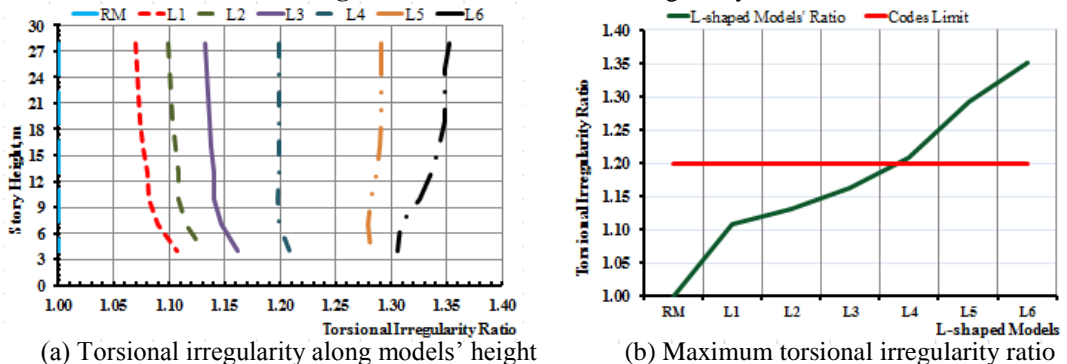 RM L1 L2 L3 L4 L5 L6
30
27
24
21
18
15
12
9
6
3
0
Story Height,m
1.00 1.05 1.10 1.15 1.20 1.25 1.30 1.35 1.40
Torsional Irregularity Ratio
(a) Torsional irregularity along models’ height
L-shaped Models' Ratio Codes Limit
1.40
1.35
1.30
1.25
1.20
1.15
1.10
1.05
1.00
Torsional Irregularity Ratio
RM L1 L2 L3 L4 L5 L6
L-shaped Models
(b) Maximum torsional irregularity ratio